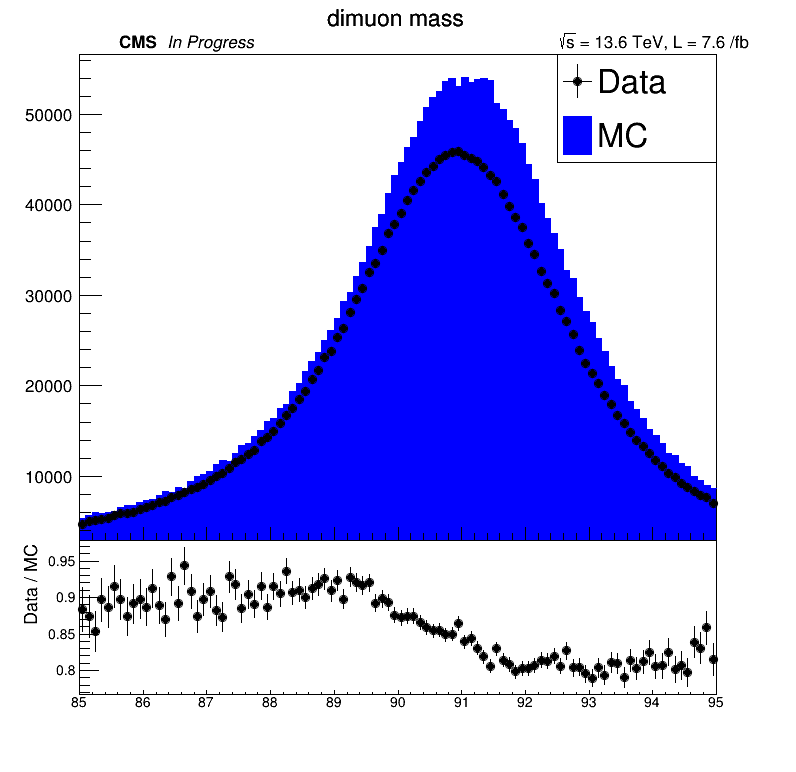 dimuon mass
CMS In Progress
√s = 13.6 TeV, L = 7.6 /fb
Data
MC
50000
40000
30000
20000
10000
Data / MC
0.95
0.9
0.85
0.8
85 86 87 88 89 90 91 92 93 94 95